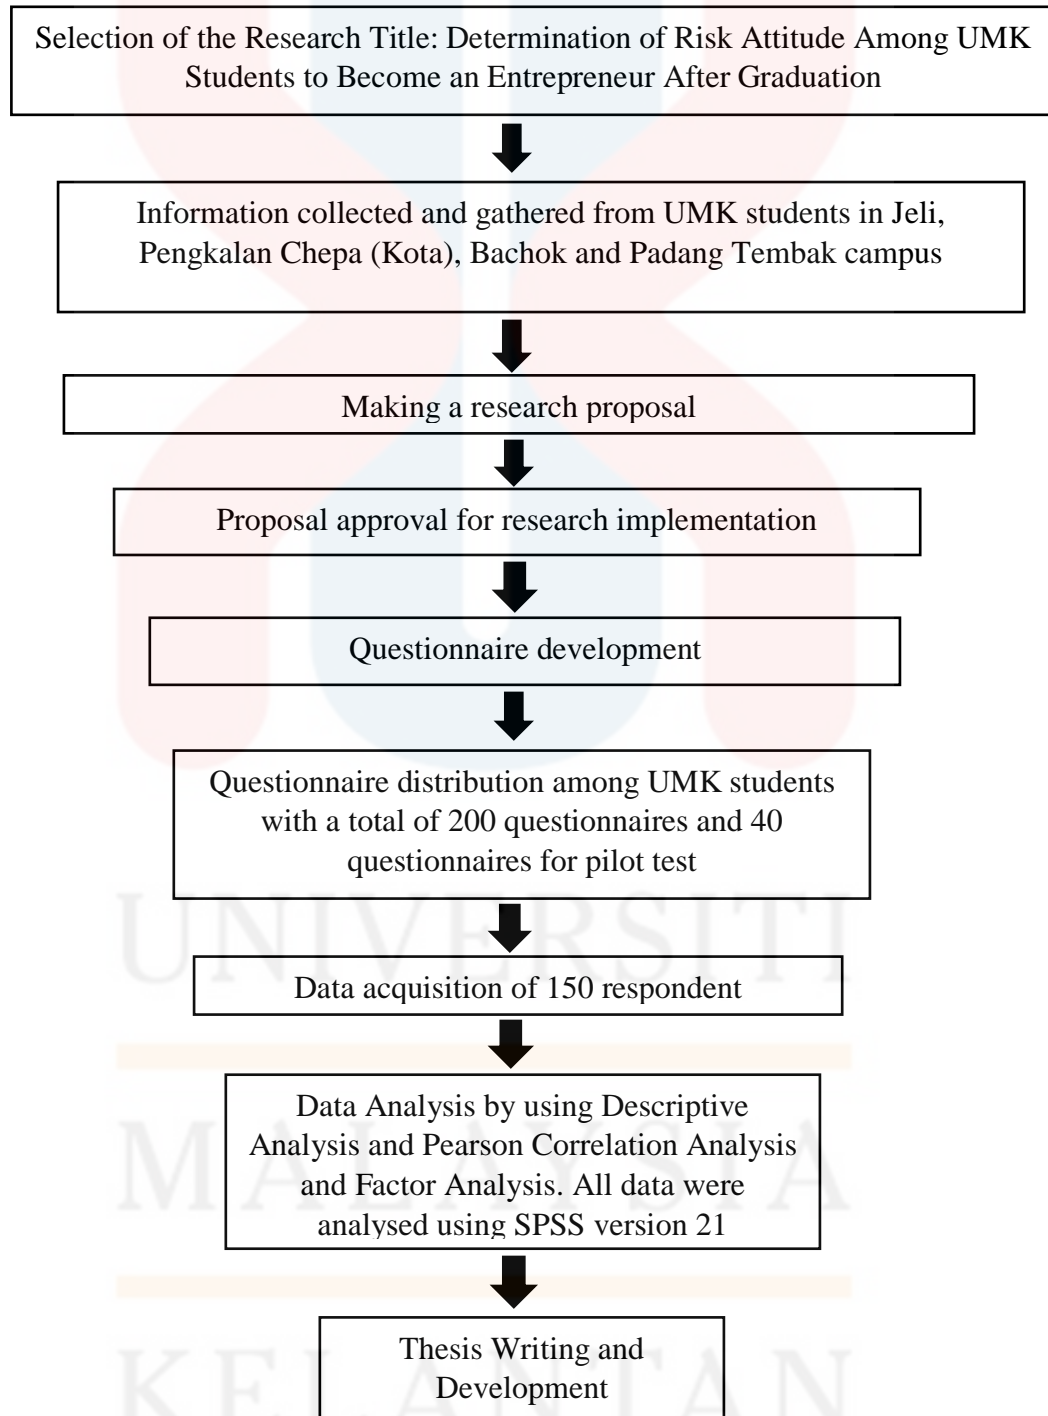 Selection of the Research Title: Determination of Risk Attitude Among UMK
Students to Become an Entrepreneur After Graduation
Information collected and gathered from UMK students in Jeli,
Pengkalan Chepa (Kota), Bachok and Padang Tembak campus
Making a research proposal
Proposal approval for research implementation
Questionnaire development
Questionnaire distribution among UMK students
with a total of 200 questionnaires and 40
questionnaires for pilot test
UNIVERSITI
Data acquisition of 150 respondent
Data Analysis by using Descriptive
Analysis and Pearson Correlation Analysis
and Factor Analysis. All data were
analysed using SPSS version 21
MALAYSIA
Thesis Writing and
Development
KELANTAN